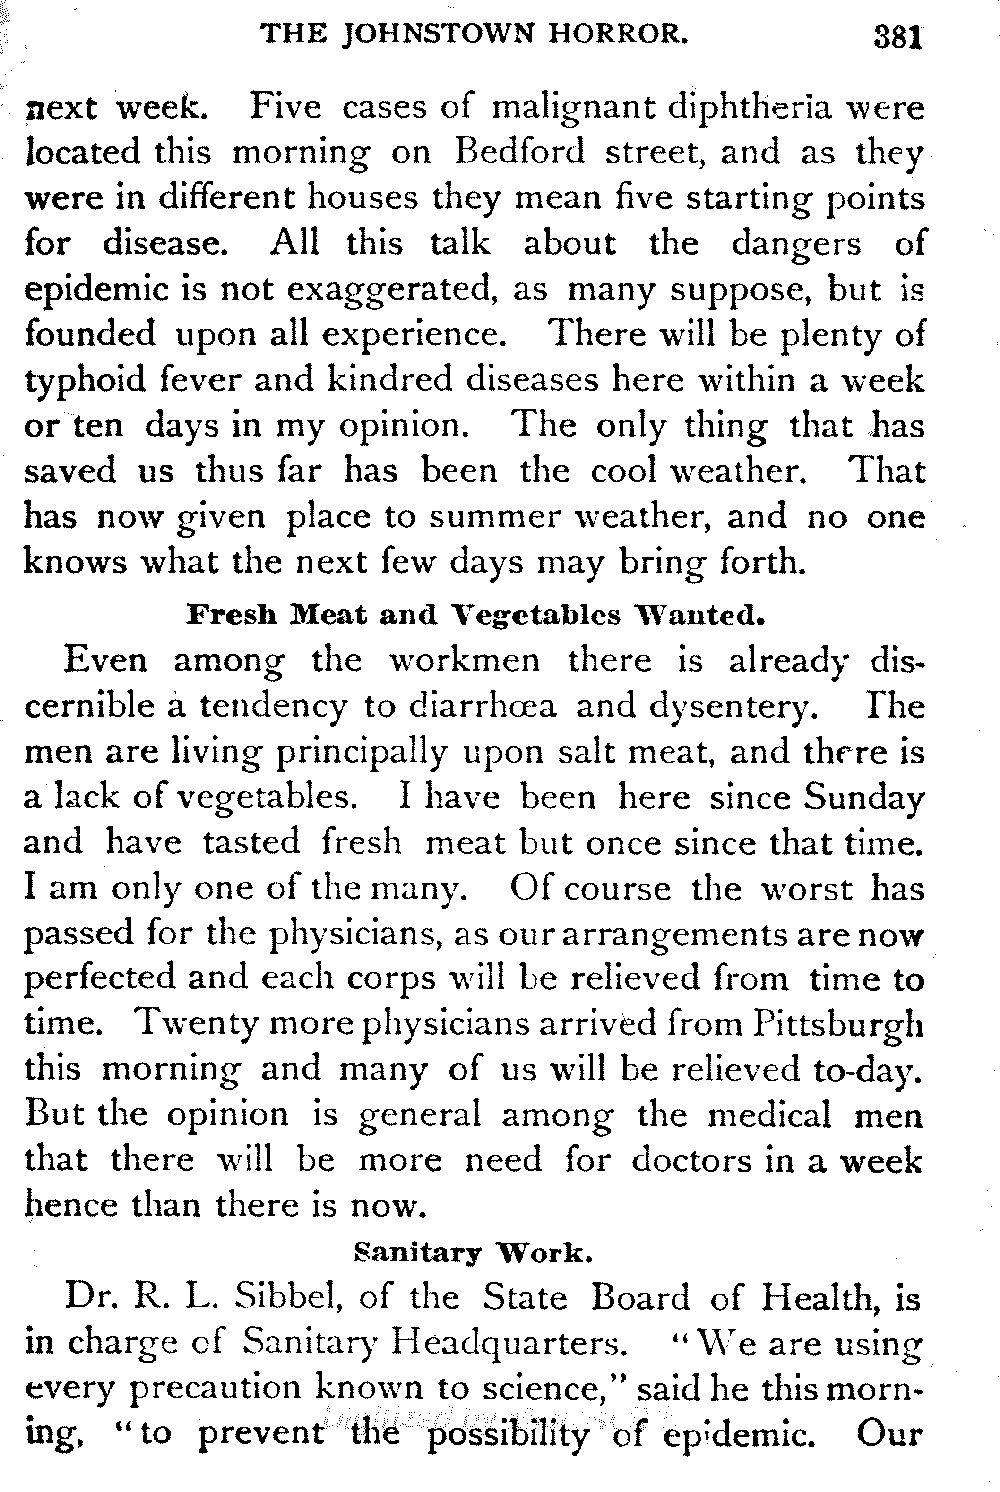 THE JOHNSTOWN HORROR. 381
next week. Five cases of malignant diphtheria were
located this morning on Bedford street, and as they
were in different houses they mean five starting points
for disease. All this talk about the dangers of
epidemic is not exaggerated, as many suppose, but is
founded upon all experience. There will be plenty of
typhoid fever and kindred diseases here within a week
or ten days in my opinion. The only thing that has
saved us thus far has been the cool weather. That
has now given place to summer weather, and no one
knows what the next few days may bring forth.
Fresh Meat and Vegetables Wanted.
Even among the workmen there is already dis-
cernible a tendency to diarrhœa and dysentery. The
men are living principally upon salt meat, and there is
a lack of vegetables. I have been here since Sunday
and have tasted fresh meat but once since that time.
I am only one of the many. Of course the worst has
passed for the physicians, as our arrangements are now
perfected and each corps will be relieved from time to
time. Twenty more physicians arrived from Pittsburgh
this morning and many of us will be relieved to-day.
But the opinion is general among the medical men
that there will be more need for doctors in a week
hence than there is now.
Sanitary Work.
Dr. R. L. Sibbel, of the State Board of Health, is
in charge of Sanitary Headquarters. "We are using
every precaution known to science," said he this morn-
ing, "to prevent the possibility of epidemic. Our